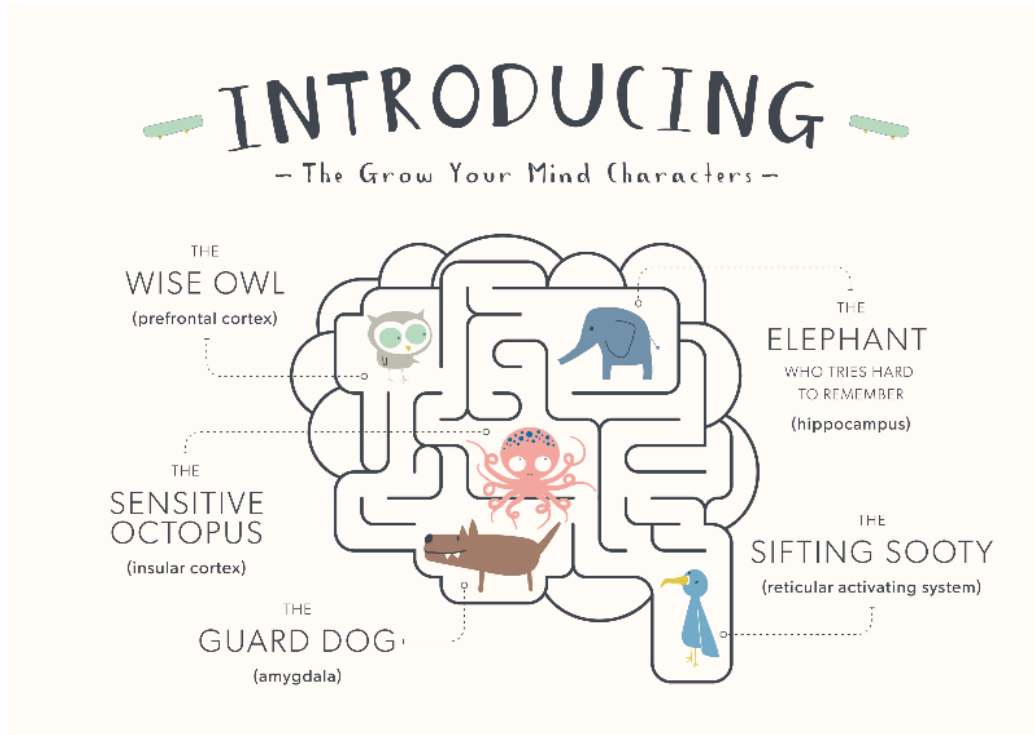 INTRODUCING
– The Grow Your Mind Characters –
THE
WISE OWL
(prefrontal cortex)
THE
ELEPHANT
WHO TRIES HARD
TO REMEMBER
(hippocampus)
THE
SENSITIVE
OCTOPUS
(insular cortex)
THE
SIFTING SOOTY
(reticular activating system)
THE
GUARD DOG
(amygdala)